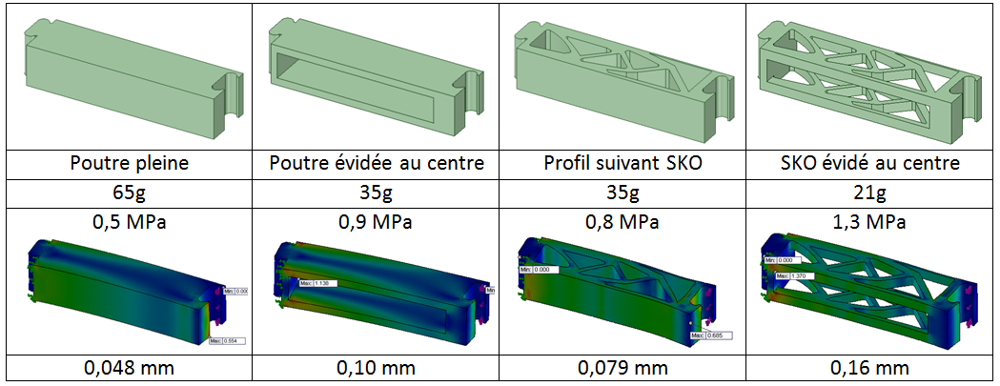 Poutre pleine
Poutre évidée au centre
Profil suivant SKO
SKO évidé au centre
65g
35g
35g
21g
0,5 MPa
0,9 MPa
0,8 MPa
1,3 MPa
Min: 0.00
Max: 0.554
Max: 1.138
Min:
Min: 0.000
Max: 0.685
Min: 0.000
Max: 1.370
0,048 mm
0,10 mm
0,079 mm
0,16 mm